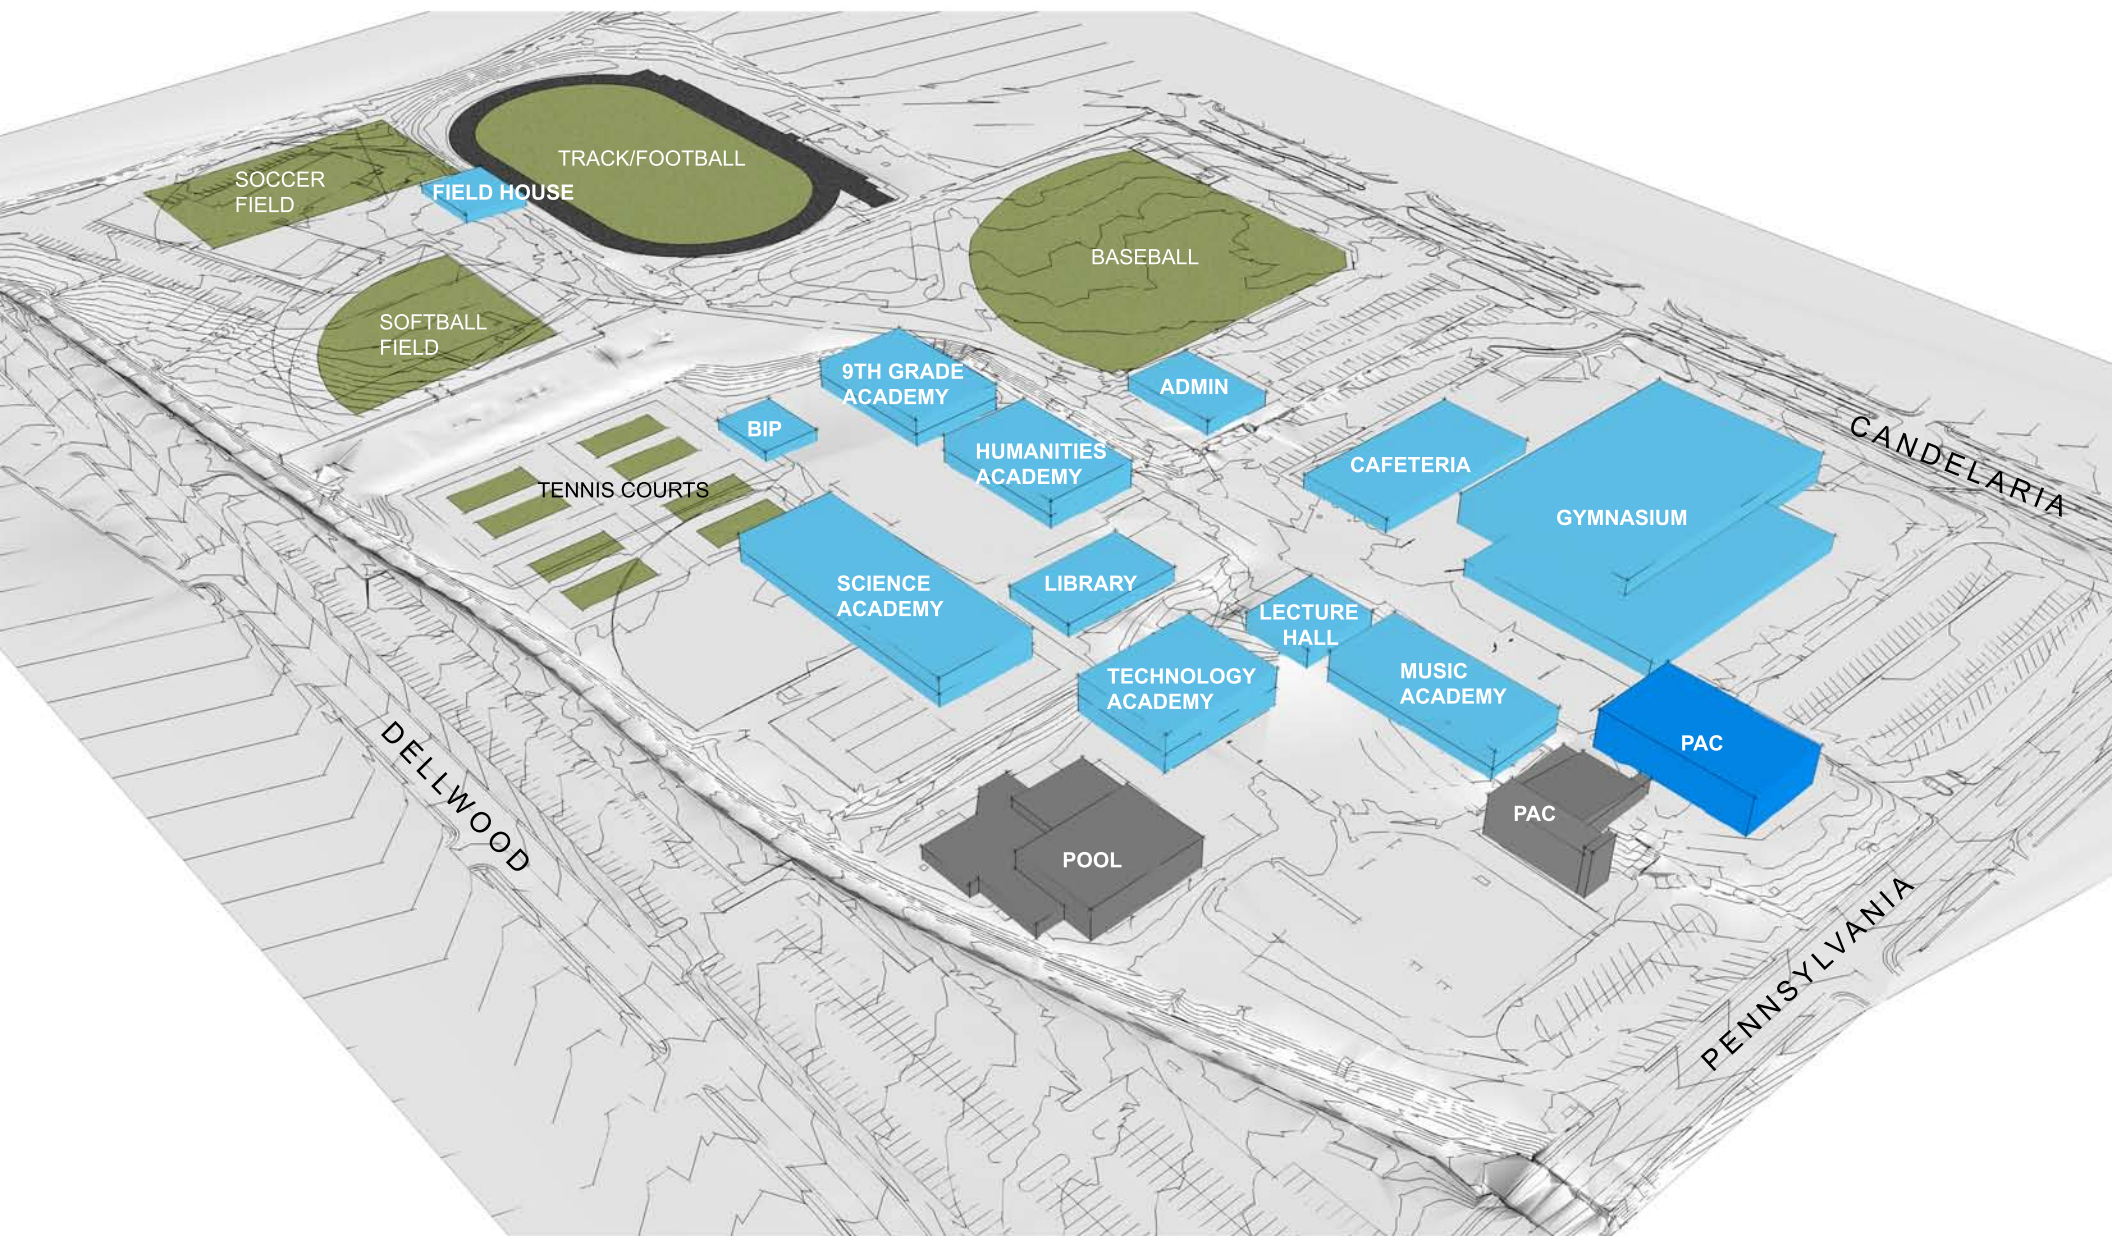 TRACK/FOOTBALL
SOCCER
FIELD
FIELD HOUSE
BASEBALL
SOFTBALL
FIELD
9TH GRADE
ACADEMY
ADMIN
BIP
HUMANITIES
ACADEMY
CAFETERIA
CANDELARIA
TENNIS COURTS
GYMNASIUM
SCIENCE
ACADEMY
LIBRARY
LECTURE
HALL
TECHNOLOGY
ACADEMY
MUSIC
ACADEMY
PAC
DELLWOOD
PAC
POOL
PENNSYLVANIA